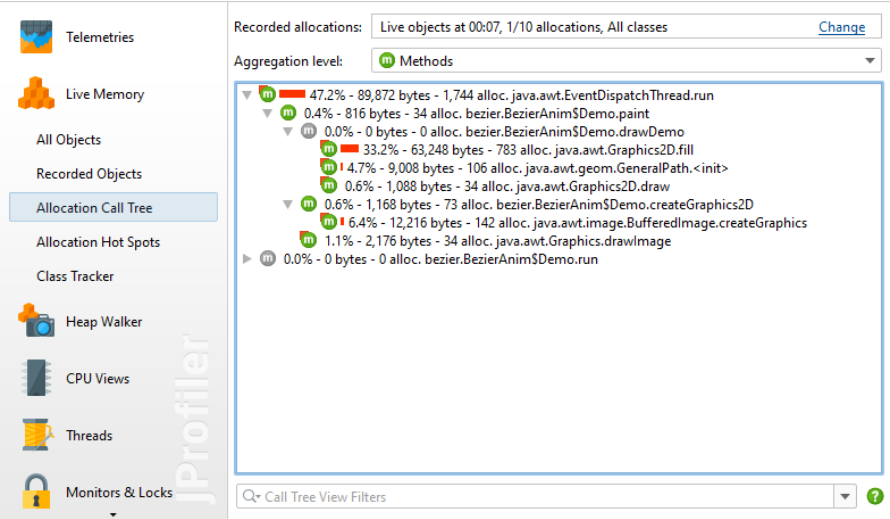 Telemetries
Live Memory
All Objects
Recorded Objects
Allocation Call Tree
Allocation Hot Spots
Class Tracker
Heap Walker
CPU Views
Threads
Monitors & Locks
JProfiler
Recorded allocations: Live objects at 00:07, 1/10 allocations, All classes Change
Aggregation level: m Methods
m 47.2% - 89,872 bytes - 1,744 alloc. java.awt.EventDispatchThread.run
m 0.4% - 816 bytes - 34 alloc. bezier.BezierAnim$Demo.paint
m 0.0% - 0 bytes - 0 alloc. bezier.BezierAnim$Demo.drawDemo
m 33.2% - 63,248 bytes - 783 alloc. java.awt.Graphics2D.fill
m 4.7% - 9,008 bytes - 106 alloc. java.awt.geom.GeneralPath.<init>
m 0.6% - 1,088 bytes - 34 alloc. java.awt.Graphics2D.draw
m 0.6% - 1,168 bytes - 73 alloc. bezier.BezierAnim$Demo.createGraphics2D
m 6.4% - 12,216 bytes - 142 alloc. java.awt.image.BufferedImage.createGraphics
m 1.1% - 2,176 bytes - 34 alloc. java.awt.Graphics.drawImage
m 0.0% - 0 bytes - 0 alloc. bezier.BezierAnim$Demo.run
Call Tree View Filters ?